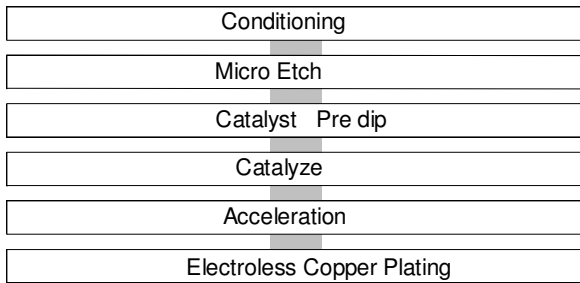 Conditioning
Micro Etch
Catalyst Pre dip
Catalyze
Acceleration
Electroless Copper Plating